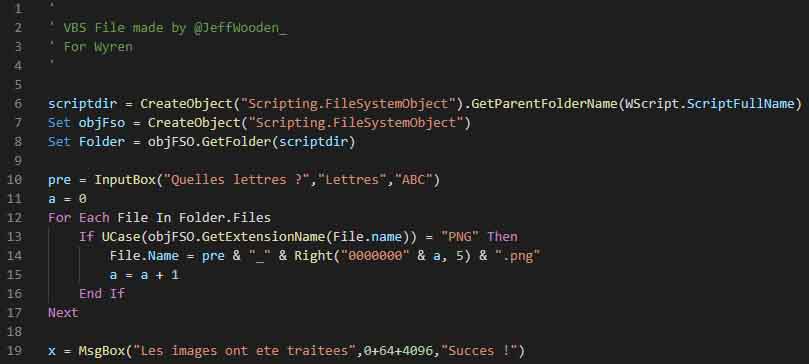 1 '
2 ' VBS File made by @JeffWooden_
3 ' For Wyren
4 '
5
6 scriptdir = CreateObject("Scripting.FileSystemObject").GetParentFolderName(WScript.ScriptFullName)
7 Set objFso = CreateObject("Scripting.FileSystemObject")
8 Set Folder = objFSO.GetFolder(scriptdir)
9
10 pre = InputBox("Quelles lettres ?","Lettres","ABC")
11 a = 0
12 For Each File In Folder.Files
13     If UCase(objFSO.GetExtensionName(File.name)) = "PNG" Then
14         File.Name = pre & "_" & Right("0000000" & a, 5) & ".png"
15         a = a + 1
16     End If
17 Next
18
19 x = MsgBox("Les images ont ete traitees",0+64+4096,"Succes !")